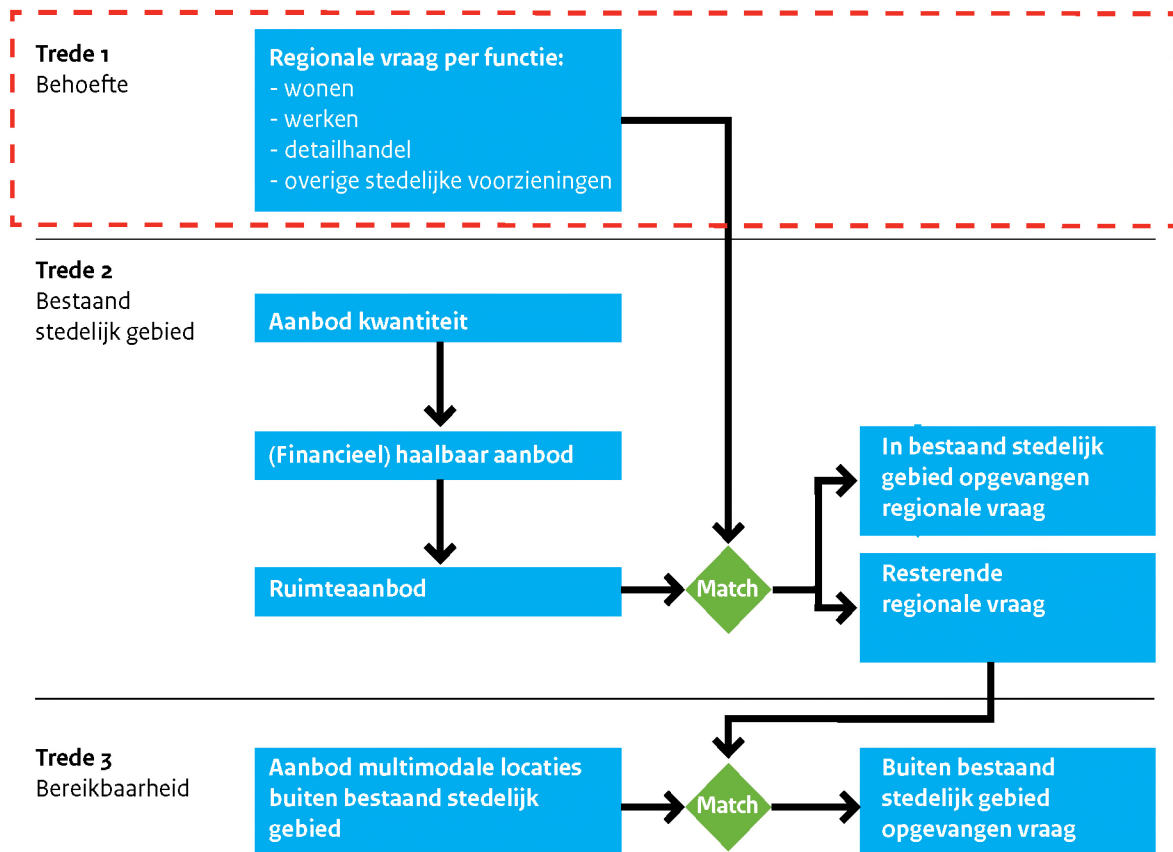 Trede 1
Behoefte
Regionale vraag per functie:
- wonen
- werken
- detailhandel
- overige stedelijke voorzieningen
Trede 2
Bestaand
stedelijk gebied
Aanbod kwantiteit
(Financieel) haalbaar aanbod
Ruimteaanbod
Match
In bestaand stedelijk
gebied opgevangen
regionale vraag
Resterende
regionale vraag
Trede 3
Bereikbaarheid
Aanbod multimodale locaties
buiten bestaand stedelijk
gebied
Match
Buiten bestaand
stedelijk gebied
opgevangen vraag